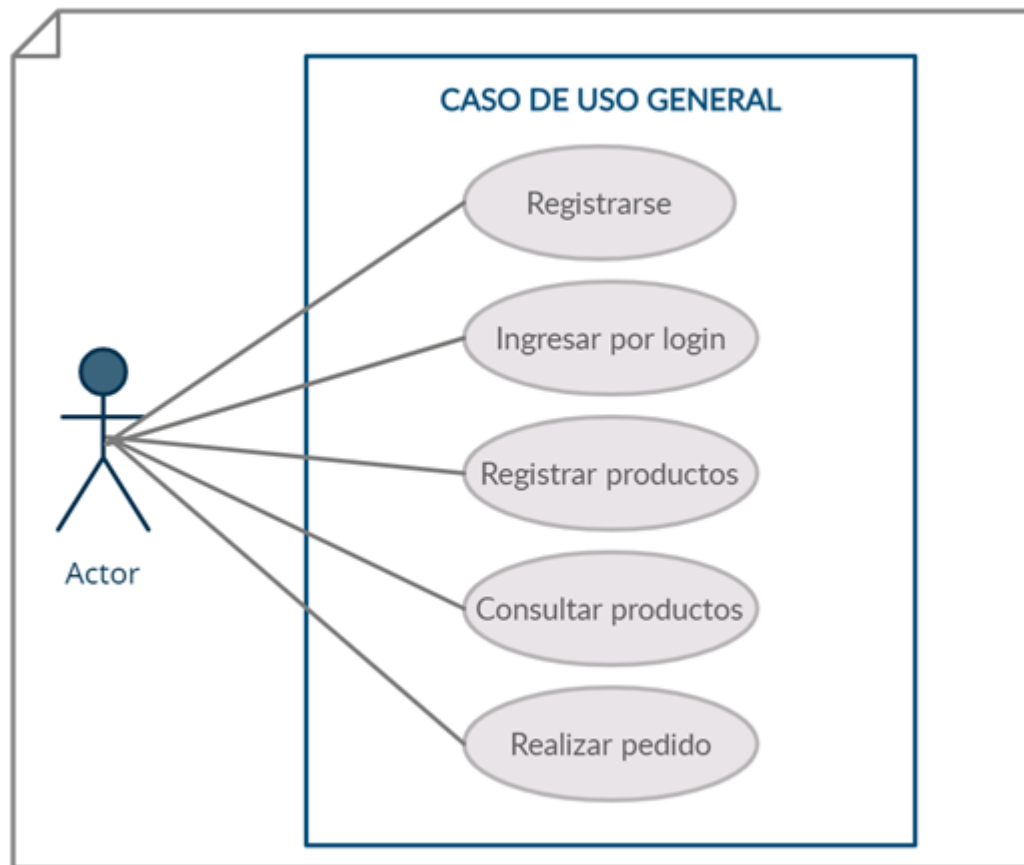 CASO DE USO GENERAL
Registrarse
Ingresar por login
Registrar productos
Consultar productos
Realizar pedido
Actor